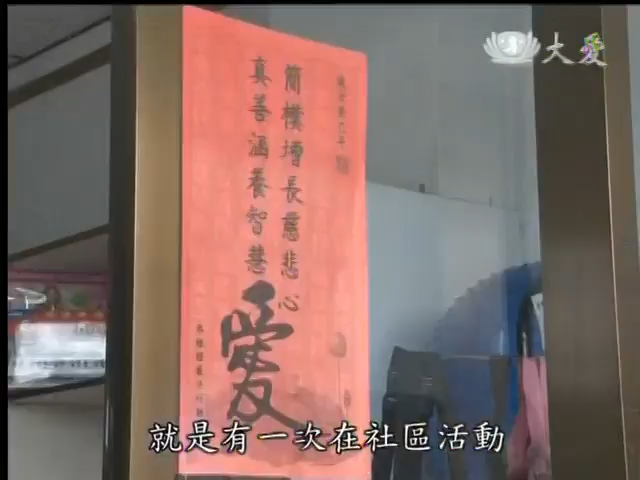 大愛
簡樸增長慈悲心
真善涵養智慧
愛
就是有一次在社區活動